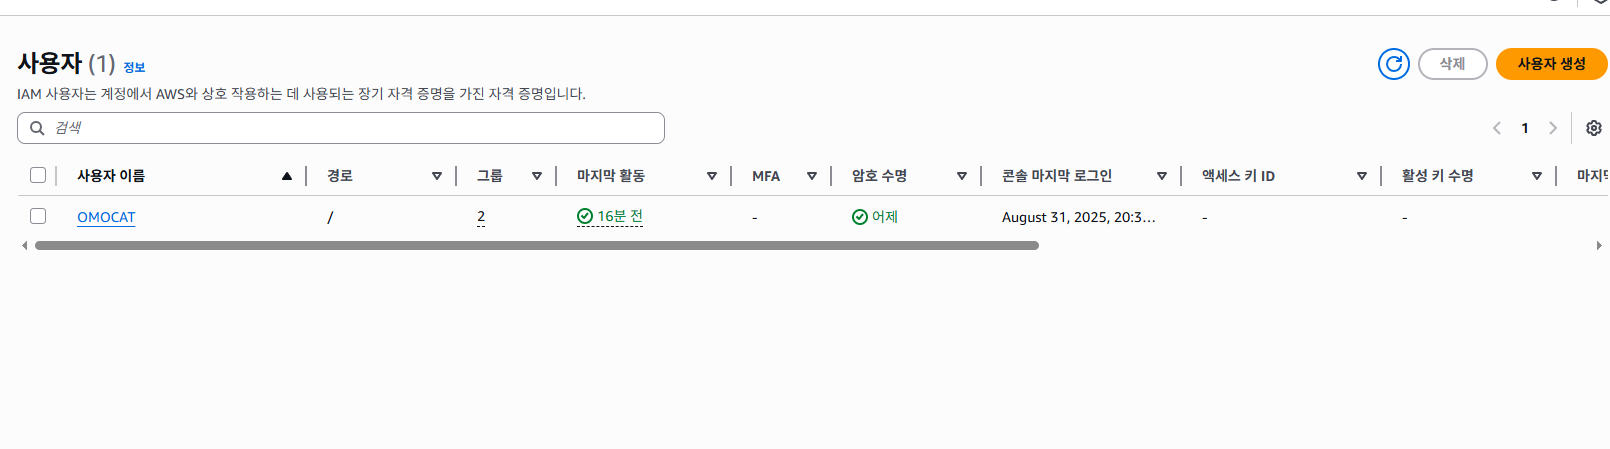 사용자 (1) 정보
삭제
사용자 생성
IAM 사용자는 계정에서 AWS와 상호 작용하는 데 사용되는 장기 자격 증명을 가진 자격 증명입니다.
검색
1
사용자 이름 경로 그룹 마지막 활동 MFA 암호 수명 콘솔 마지막 로그인 액세스 키 ID 활성 키 수명
OMOCAT / 2 16분 전 - 어제 August 31, 2025, 20:3... - -